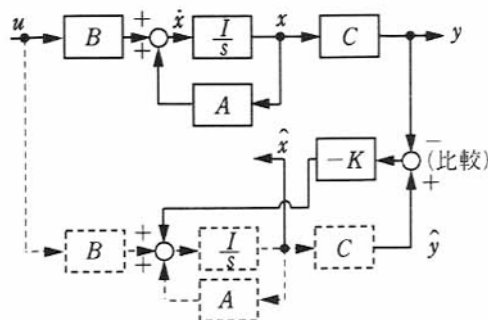 u B + + ẋ I/s x C y
A
x̂ −K − (比較) +
B + + I/s C ŷ
A